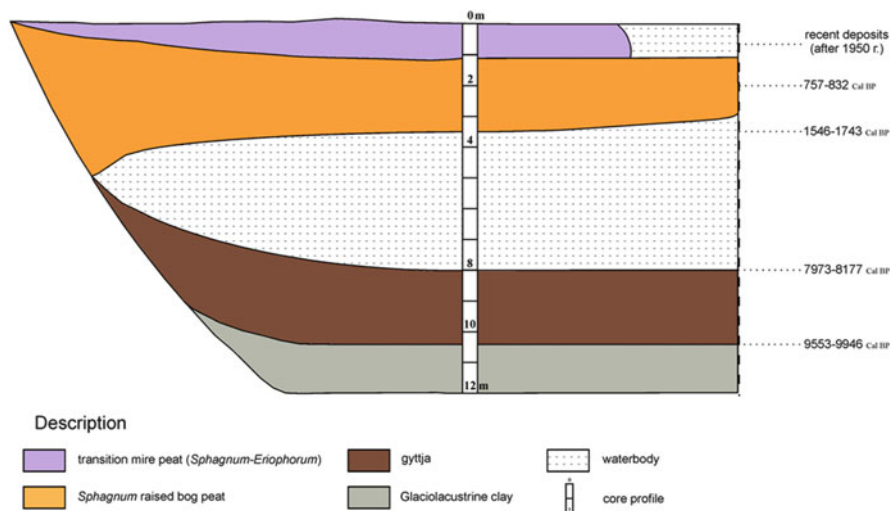 0 m
recent deposits
(after 1950 r.)
2
757-832 Cal BP
4
1546-1743 Cal BP
8
7973-8177 Cal BP
10
9553-9946 Cal BP
12 m
Description
transition mire peat (Sphagnum-Eriophorum)
gyttja
waterbody
Sphagnum raised bog peat
Glaciolacustrine clay
core profile